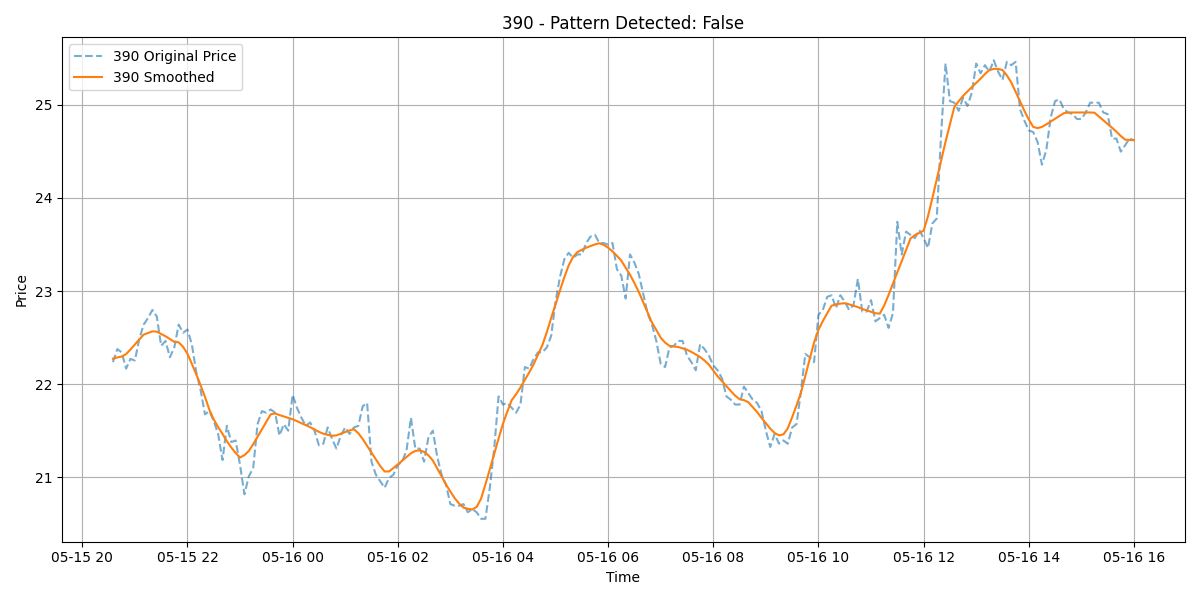 390 - Pattern Detected: False
390 Original Price
390 Smoothed
Price
25
24
23
22
21
05-15 20 05-15 22 05-16 00 05-16 02 05-16 04 05-16 06 05-16 08 05-16 10 05-16 12 05-16 14 05-16 16
Time